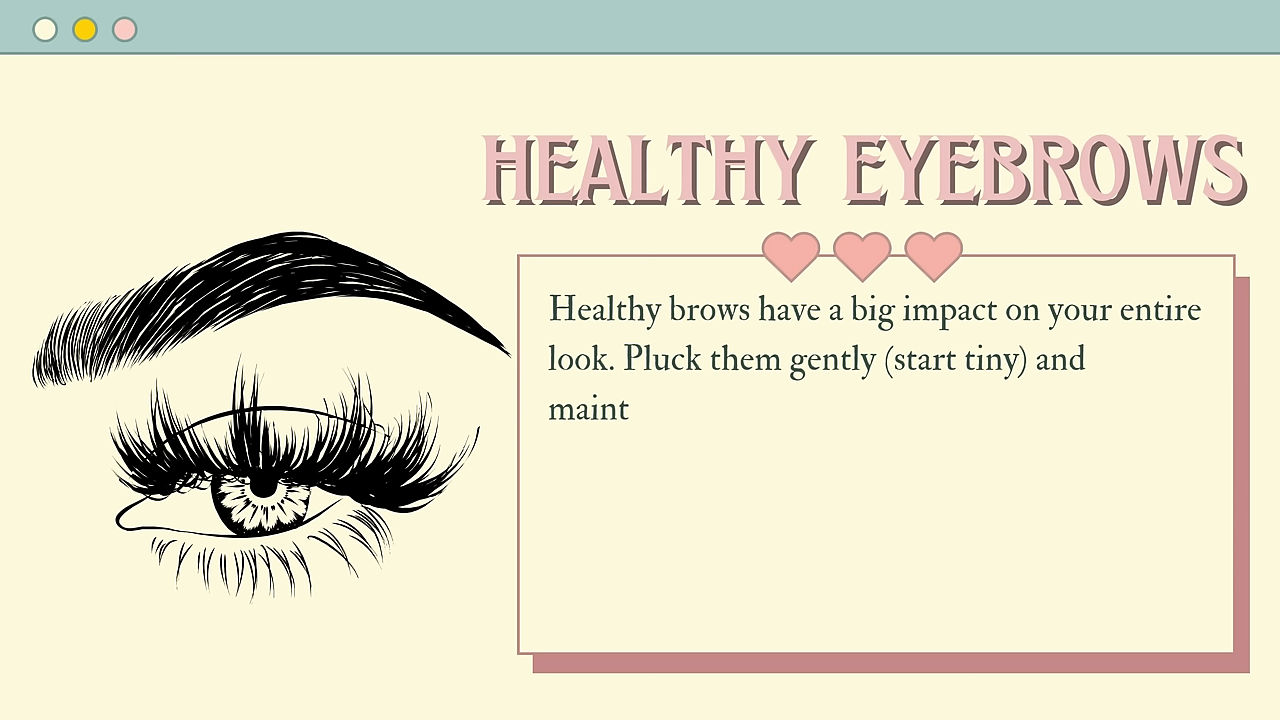 HEALTHY EYEBROWS
Healthy brows have a big impact on your entire
look. Pluck them gently (start tiny) and
maint